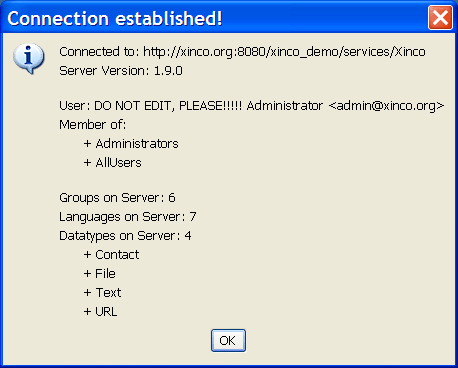 Connection established!
Connected to: http://xinco.org:8080/xinco_demo/services/Xinco
Server Version: 1.9.0
User: DO NOT EDIT, PLEASE!!!!! Administrator <admin@xinco.org>
Member of:
+ Administrators
+ AllUsers
Groups on Server: 6
Languages on Server: 7
Datatypes on Server: 4
+ Contact
+ File
+ Text
+ URL
OK